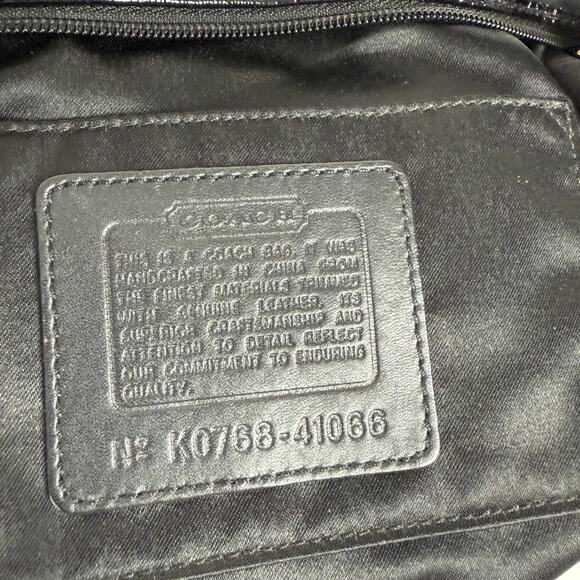 COACH
THIS IS A COACH BAG. IT WAS
HANDCRAFTED IN CHINA FROM
THE FINEST MATERIALS TRIMMED
WITH GENUINE LEATHER. ITS
SUPERIOR CRAFTSMANSHIP AND
ATTENTION TO DETAIL REFLECT
OUR COMMITMENT TO ENDURING
QUALITY.
Nº K0768-41066